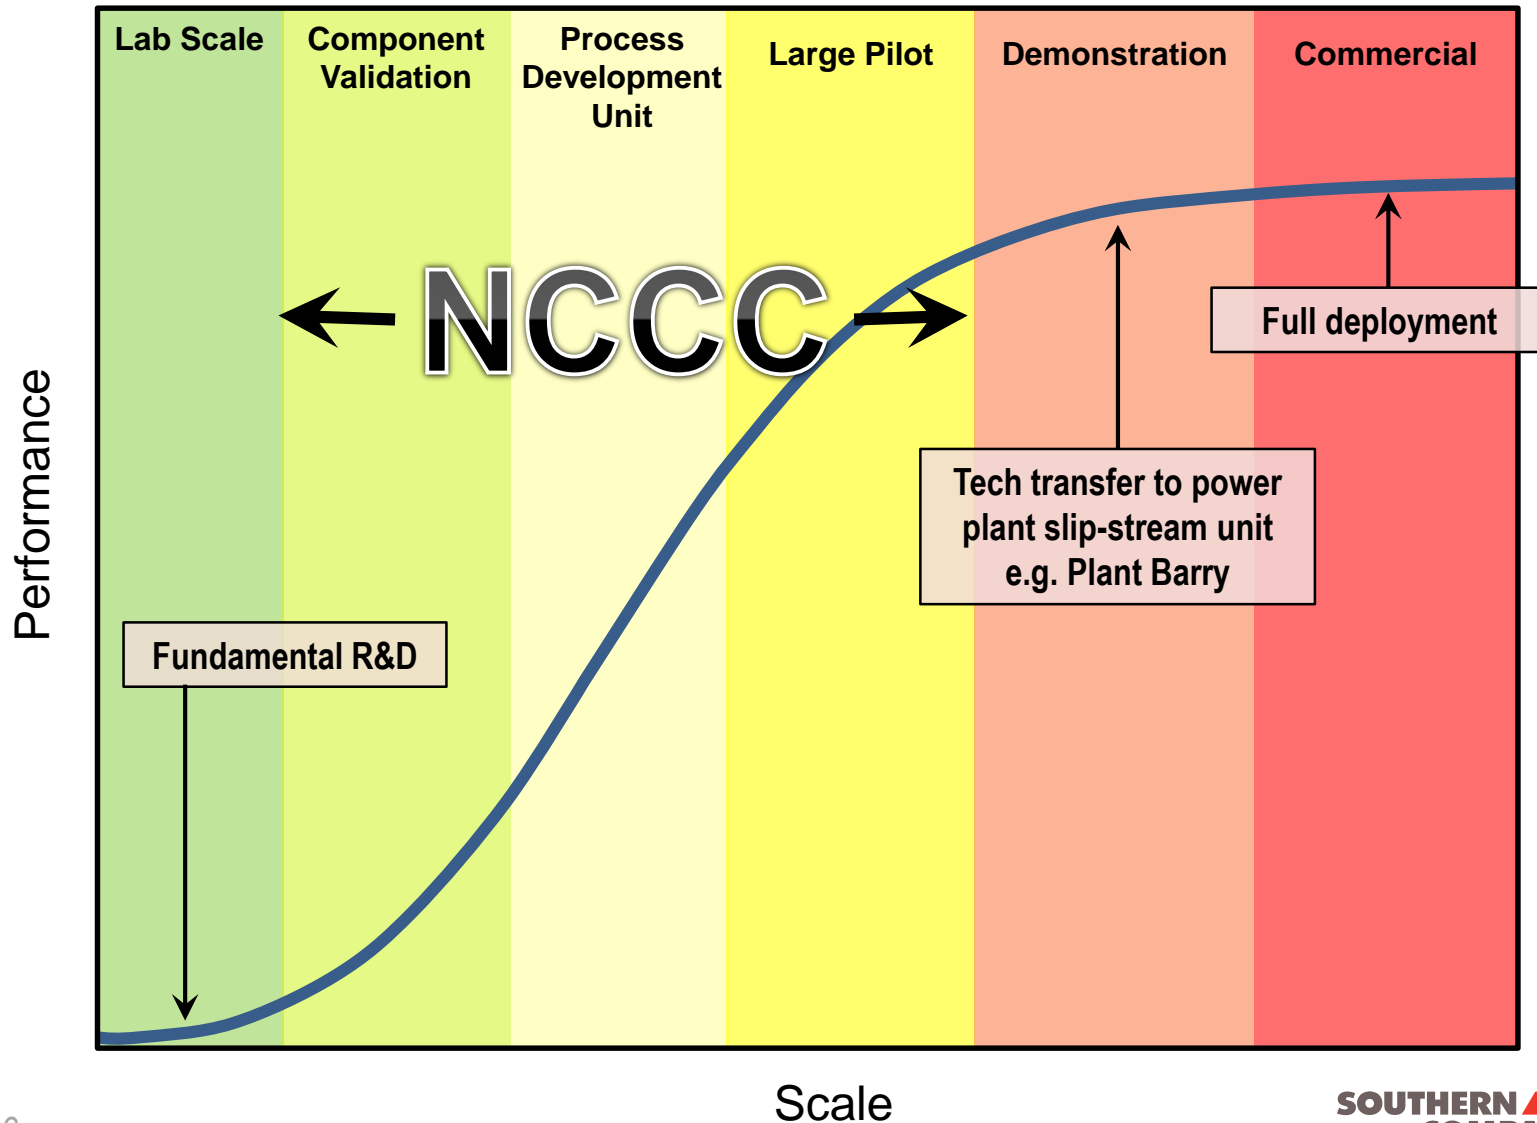 Lab Scale
Component
Validation
Process
Development
Unit
Large Pilot
Demonstration
Commercial
NCCC
Full deployment
Tech transfer to power
plant slip-stream unit
e.g. Plant Barry
Fundamental R&D
Performance
Scale
SOUTHERN